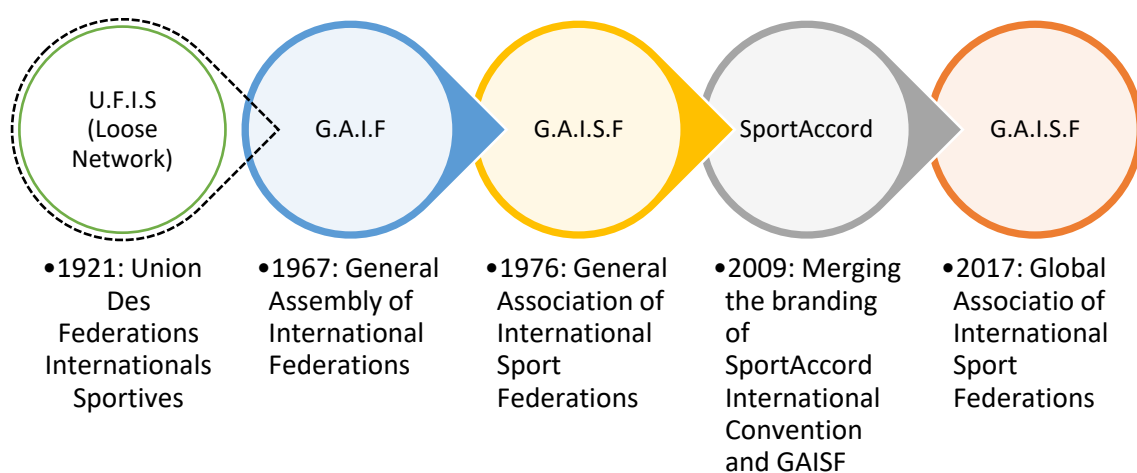 U.F.I.S
(Loose
Network)
G.A.I.F
G.A.I.S.F
SportAccord
G.A.I.S.F
•1921: Union
Des
Federations
Internationals
Sportives
•1967: General
Assembly of
International
Federations
•1976: General
Association of
International
Sport
Federations
•2009: Merging
the branding
of
SportAccord
International
Convention
and GAISF
•2017: Global
Associatio of
International
Sport
Federations